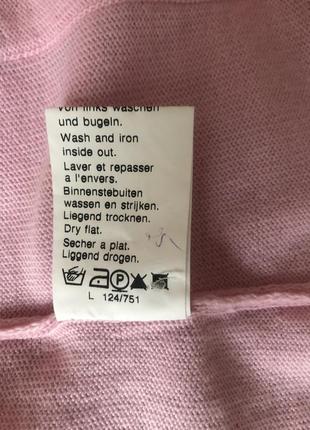 von links waschen
und bugeln.
Wash and iron
inside out.
Laver et repasser
a l'envers.
Binnenstebuiten
wassen en strijken.
Liegend trocknen.
Dry flat.
Secher a plat.
Liggend drogen.
P
L 124/751